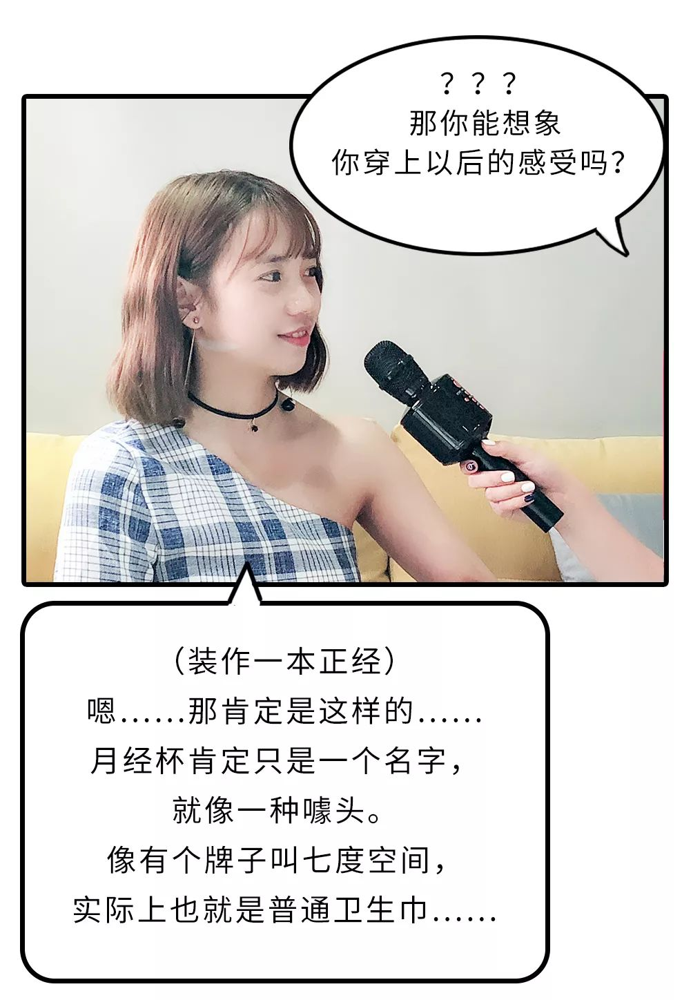 ？？？
那你能想象
你穿上以后的感受吗？
（装作一本正经）
嗯……那肯定是这样的……
月经杯肯定只是一个名字，
就像一种噱头。
像有个牌子叫七度空间，
实际上也就是普通卫生巾……